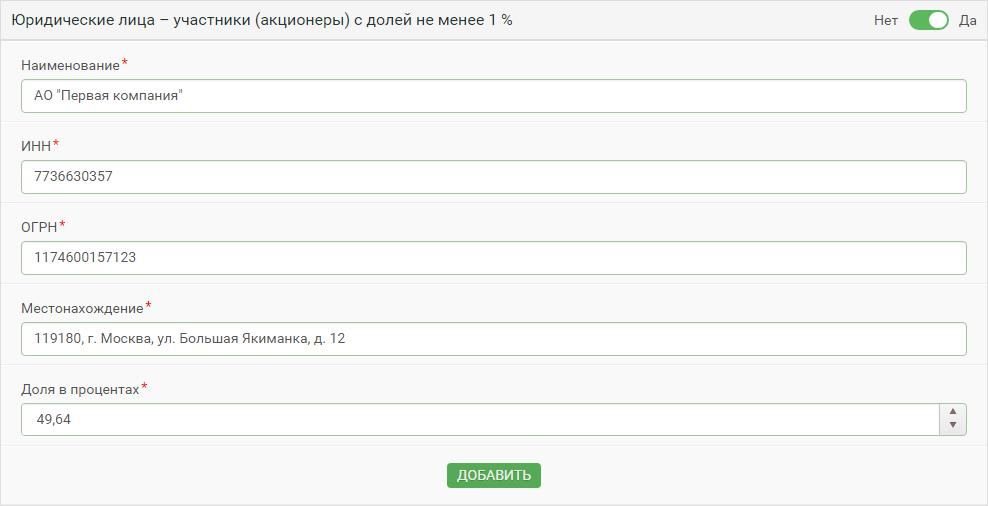 Юридические лица – участники (акционеры) с долей не менее 1 %
Нет Да
Наименование*
АО "Первая компания"
ИНН*
7736630357
ОГРН*
1174600157123
Местонахождение*
119180, г. Москва, ул. Большая Якиманка, д. 12
Доля в процентах*
49,64
ДОБАВИТЬ